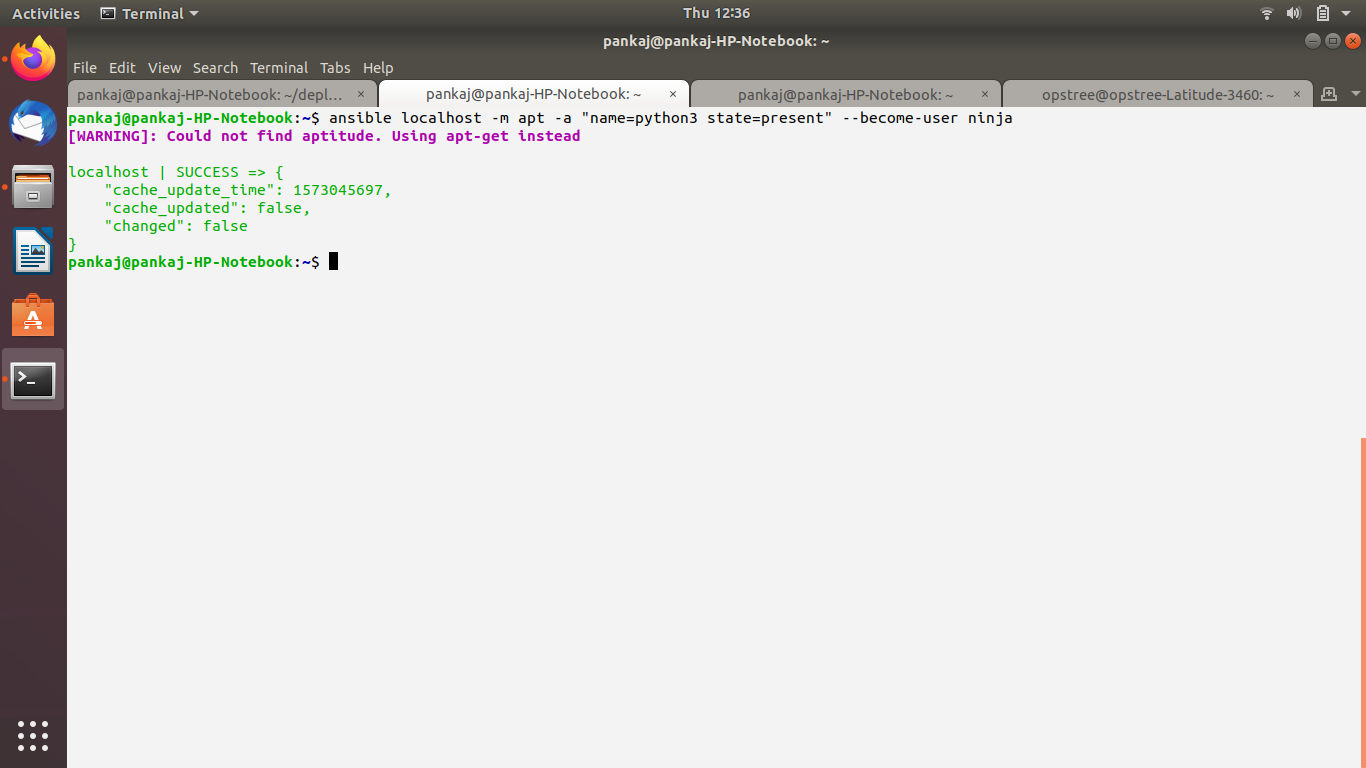 Activities
Terminal
Thu 12:36
pankaj@pankaj-HP-Notebook: ~
File Edit View Search Terminal Tabs Help
pankaj@pankaj-HP-Notebook: ~/depl... ×
pankaj@pankaj-HP-Notebook: ~ ×
pankaj@pankaj-HP-Notebook: ~ ×
opstree@opstree-Latitude-3460: ~ ×
pankaj@pankaj-HP-Notebook:~$ ansible localhost -m apt -a "name=python3 state=present" --become-user ninja
[WARNING]: Could not find aptitude. Using apt-get instead
localhost | SUCCESS => {
    "cache_update_time": 1573045697,
    "cache_updated": false,
    "changed": false
}
pankaj@pankaj-HP-Notebook:~$